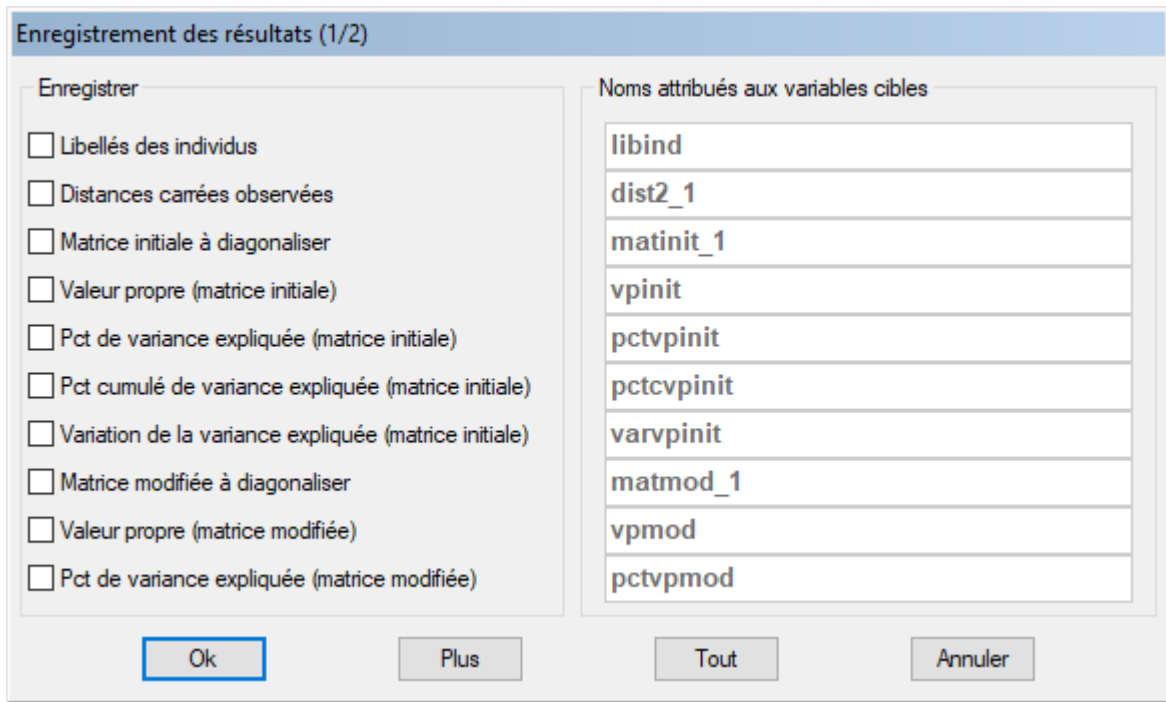 Enregistrement des résultats (1/2)
Enregistrer
Noms attribués aux variables cibles
Libellés des individus
libind
Distances carrées observées
dist2_1
Matrice initiale à diagonaliser
matinit_1
Valeur propre (matrice initiale)
vpinit
Pct de variance expliquée (matrice initiale)
pctvpinit
Pct cumulé de variance expliquée (matrice initiale)
pctcvpinit
Variation de la variance expliquée (matrice initiale)
varvpinit
Matrice modifiée à diagonaliser
matmod_1
Valeur propre (matrice modifiée)
vpmod
Pct de variance expliquée (matrice modifiée)
pctvpmod
Ok
Plus
Tout
Annuler